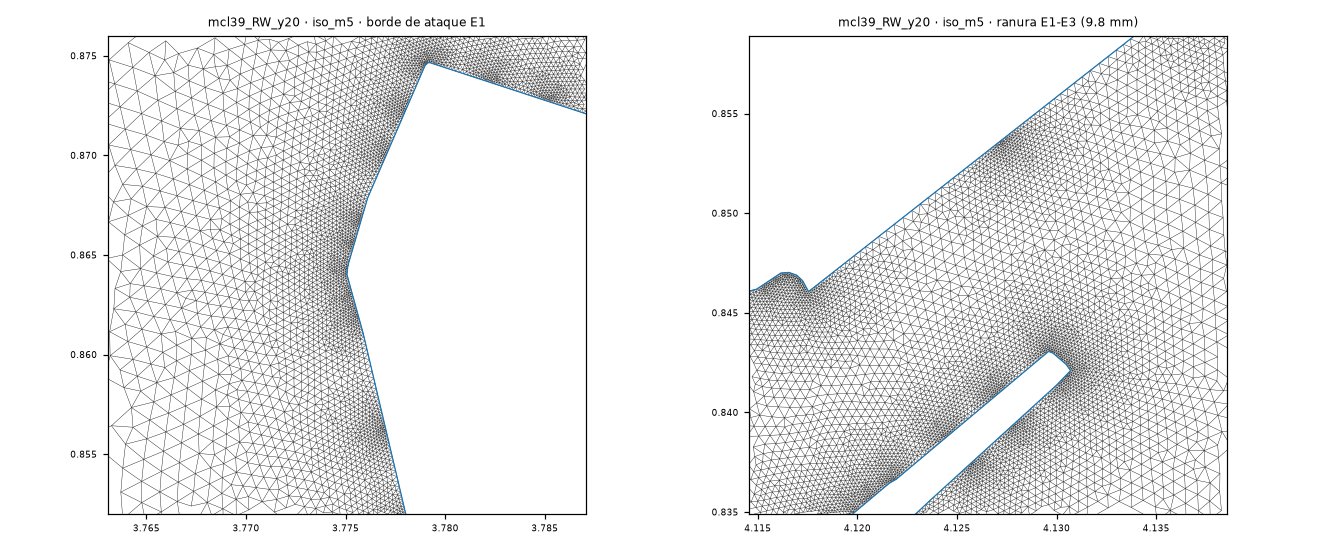 mcl39_RW_y20 · iso_m5 · borde de ataque E1
0.875
0.870
0.865
0.860
0.855
3.765 3.770 3.775 3.780 3.785
mcl39_RW_y20 · iso_m5 · ranura E1-E3 (9.8 mm)
0.855
0.850
0.845
0.840
0.835
4.115 4.120 4.125 4.130 4.135